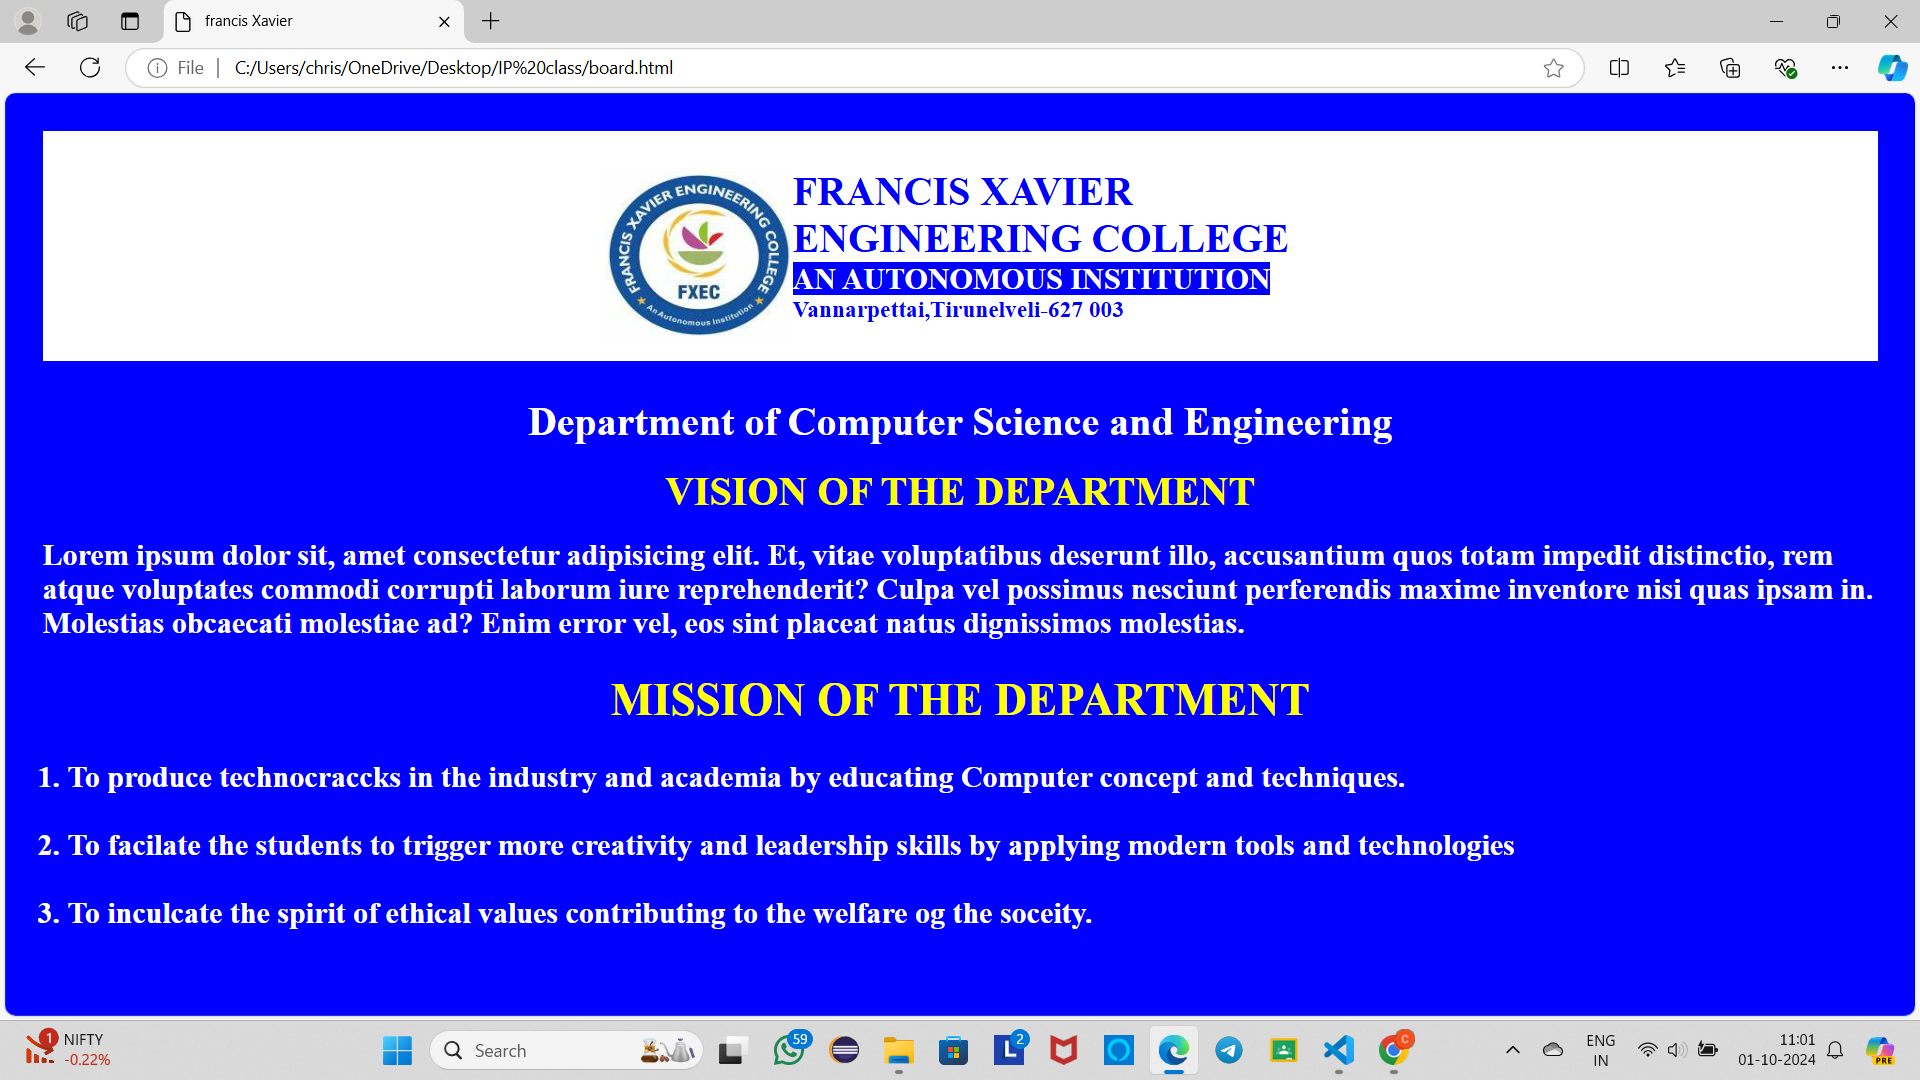 francis Xavier
File
C:/Users/chris/OneDrive/Desktop/IP%20class/board.html
FRANCIS XAVIER ENGINEERING COLLEGE
FXEC
An Autonomous Institution
FRANCIS XAVIER
ENGINEERING COLLEGE
AN AUTONOMOUS INSTITUTION
Vannarpettai,Tirunelveli-627 003
Department of Computer Science and Engineering
VISION OF THE DEPARTMENT
Lorem ipsum dolor sit, amet consectetur adipisicing elit. Et, vitae voluptatibus deserunt illo, accusantium quos totam impedit distinctio, rem
atque voluptates commodi corrupti laborum iure reprehenderit? Culpa vel possimus nesciunt perferendis maxime inventore nisi quas ipsam in.
Molestias obcaecati molestiae ad? Enim error vel, eos sint placeat natus dignissimos molestias.
MISSION OF THE DEPARTMENT
1. To produce technocraccks in the industry and academia by educating Computer concept and techniques.
2. To facilate the students to trigger more creativity and leadership skills by applying modern tools and technologies
3. To inculcate the spirit of ethical values contributing to the welfare og the soceity.
1
NIFTY
-0.22%
Search
59
L
2
C
ENG
IN
11:01
01-10-2024
PRE